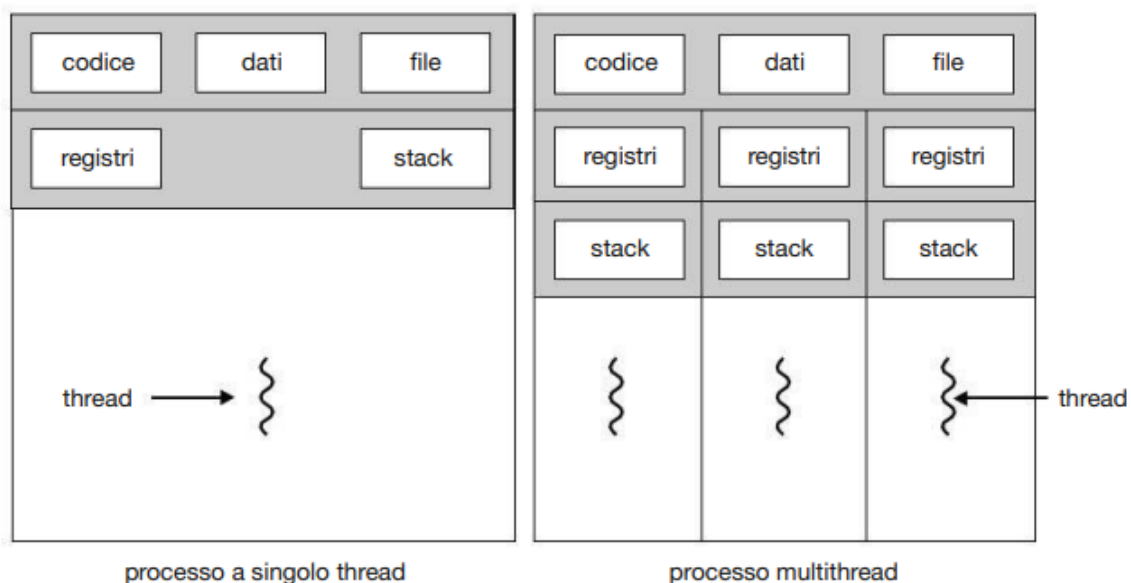 codice dati file
registri stack
thread
processo a singolo thread
codice dati file
registri registri registri
stack stack stack
thread
processo multithread